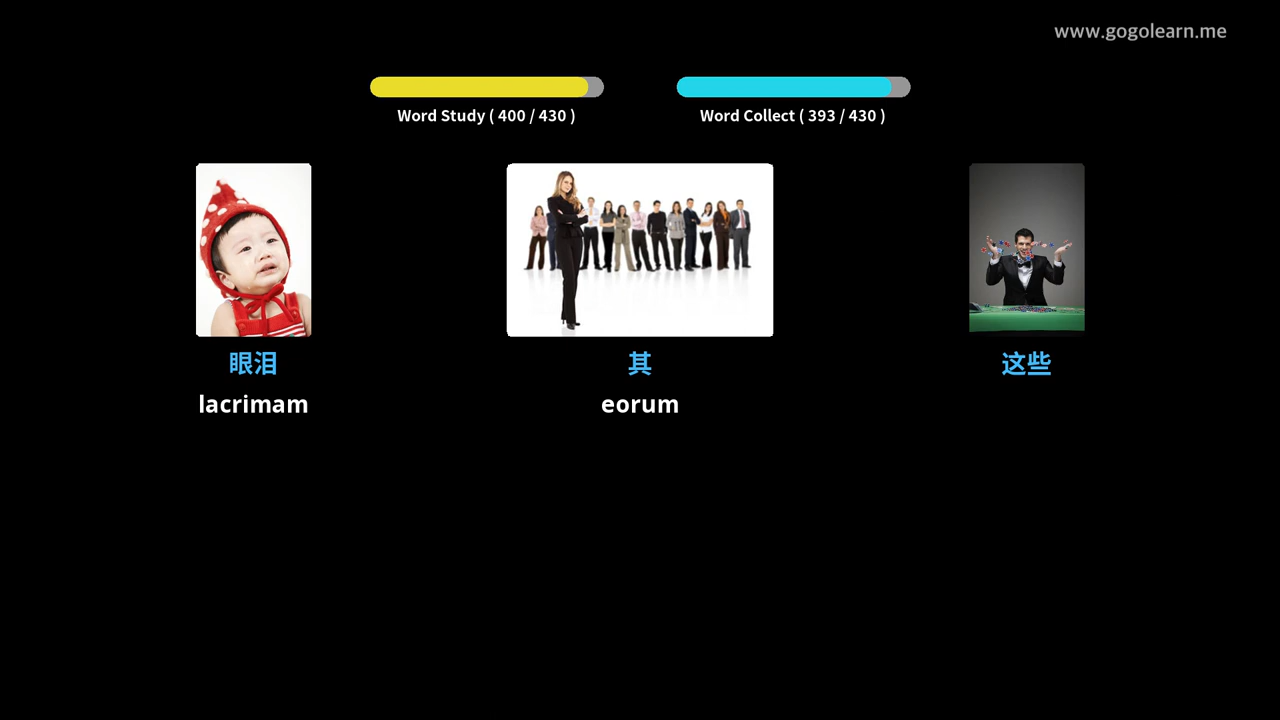 www.gogolearn.me
Word Study ( 400 / 430 )
Word Collect ( 393 / 430 )
眼泪
其
这些
lacrimam
eorum